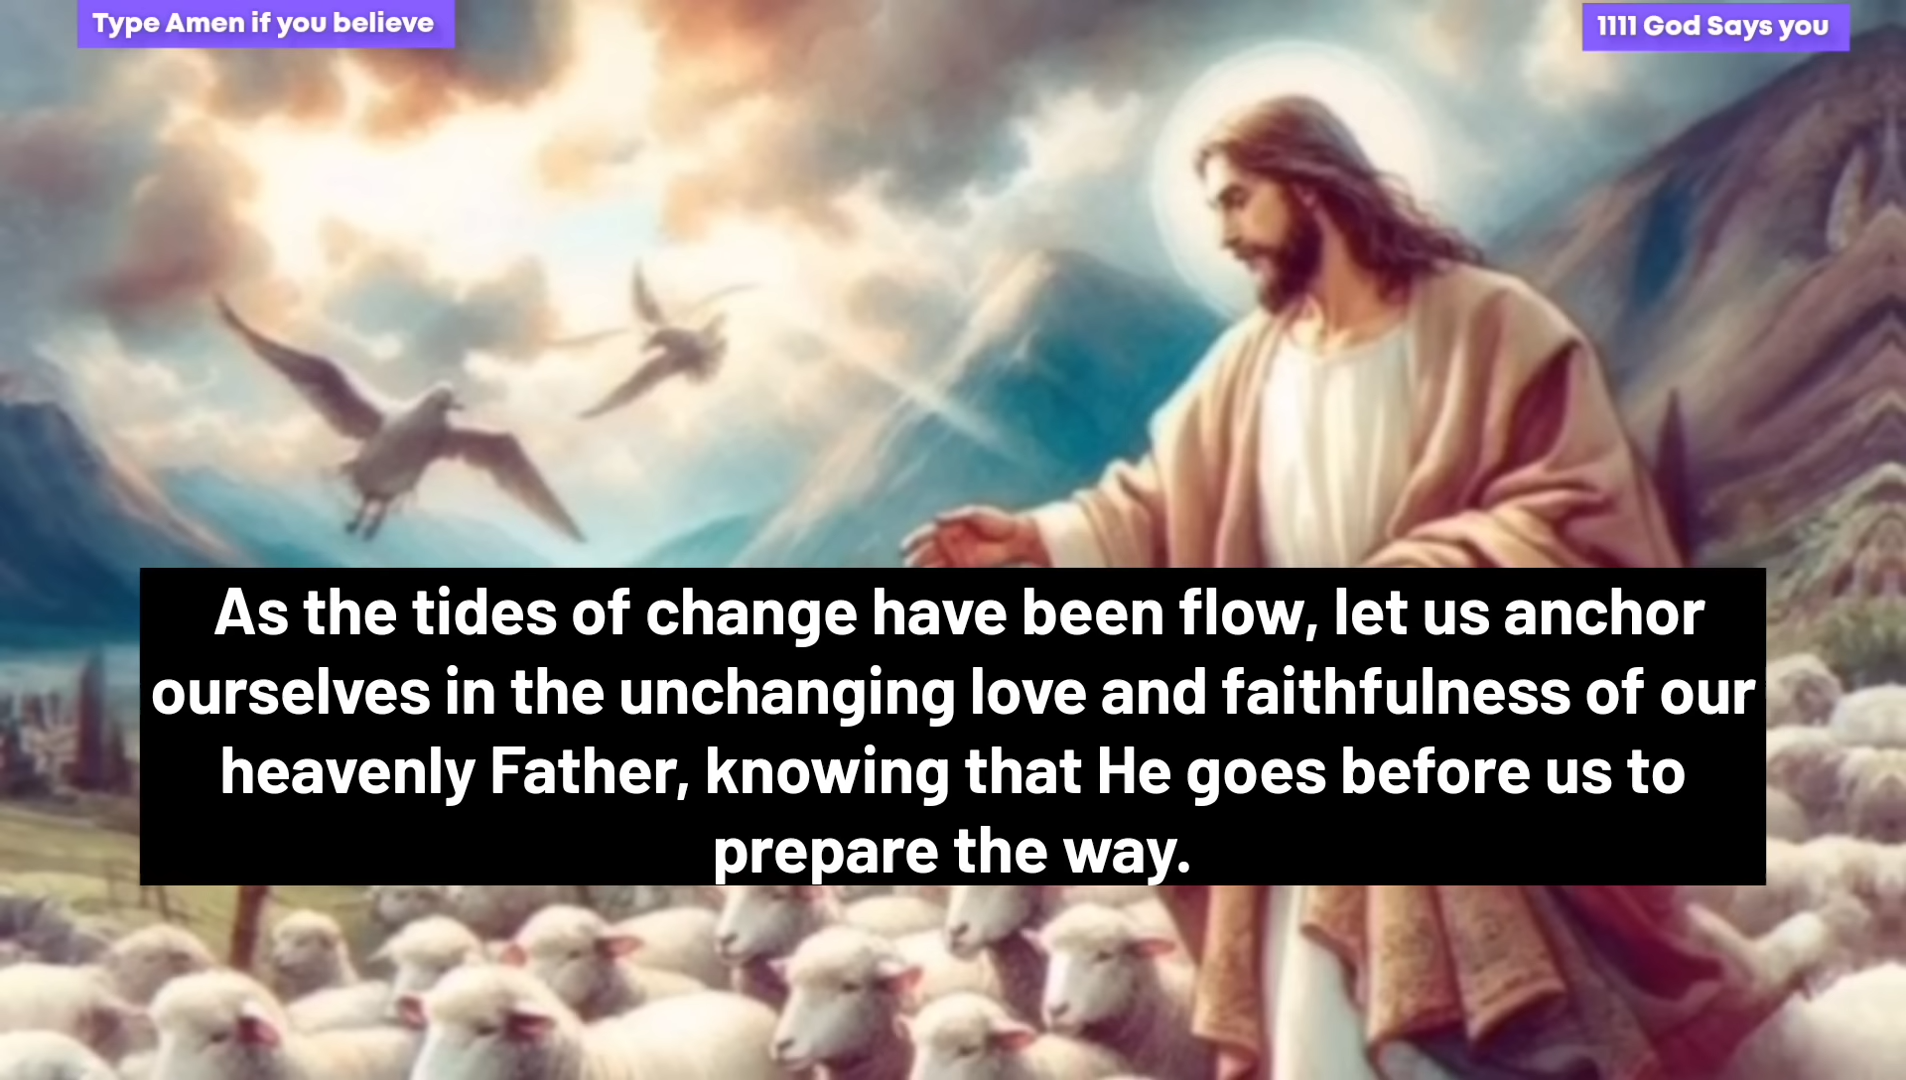 Type Amen if you believe
1111 God Says you
As the tides of change have been flow, let us anchor
ourselves in the unchanging love and faithfulness of our
heavenly Father, knowing that He goes before us to
prepare the way.